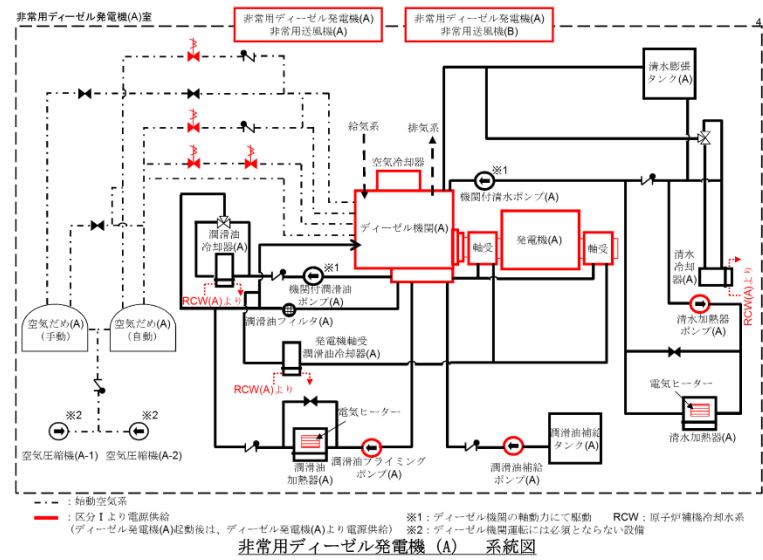 非常用ディーゼル発電機(A)室
非常用ディーゼル発電機(A)
非常用送風機(A)
非常用ディーゼル発電機(A)
非常用送風機(B)
4
清水膨張
タンク(A)
給気系
排気系
空気冷却器
※1
機関付清水ポンプ(A)
ディーゼル機関(A)
軸受
発電機(A)
軸受
潤滑油
冷却器(A)
RCW(A)より
※1
機関付潤滑油
ポンプ(A)
潤滑油フィルタ(A)
清水
冷却
器(A)
RCW(A)より
清水加熱器
ポンプ(A)
空気だめ(A)
(手動)
空気だめ(A)
(自動)
発電機軸受
潤滑油冷却器(A)
RCW(A)より
※2
※2
空気圧縮機(A-1)
空気圧縮機(A-2)
電気ヒーター
潤滑油
加熱器(A)
潤滑油プライミング
ポンプ(A)
潤滑油補給
タンク(A)
潤滑油補給
ポンプ(A)
電気ヒーター
清水加熱器(A)
：始動空気系
：区分Ⅰより電源供給
(ディーゼル発電機(A)起動後は、ディーゼル発電機(A)より電源供給)
※1：ディーゼル機関の軸動力にて駆動
RCW：原子炉補機冷却水系
※2：ディーゼル機関運転には必須とならない設備
非常用ディーゼル発電機（A） 系統図